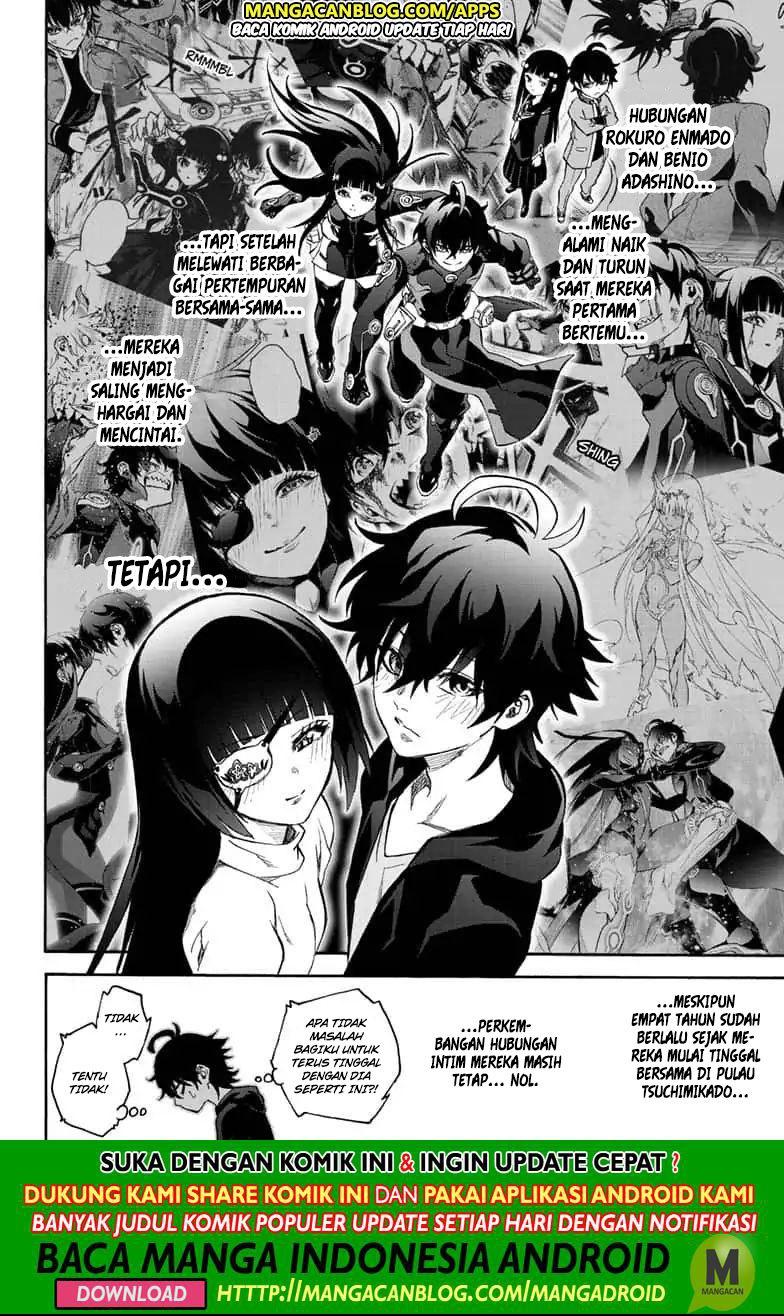 MANGACANBLOG.COM/APPS
BACA KOMIK ANDROID UPDATE TIAP HARI
RMMMBL
HUBUNGAN
ROKURO ENMADO
DAN BENIO
ADASHINO...
...MENG-
ALAMI NAIK
DAN TURUN
SAAT MEREKA
PERTAMA
BERTEMU...
...TAPI SETELAH
MELEWATI BERBA-
GAI PERTEMPURAN
BERSAMA-SAMA...
...MEREKA
MENJADI
SALING MENG-
HARGAI DAN
MENCINTAI.
SHING
TETAPI...
...MESKIPUN
EMPAT TAHUN SUDAH
BERLALU SEJAK ME-
REKA MULAI TINGGAL
BERSAMA DI PULAU
TSUCHIMIKADO...
...PERKEM-
BANGAN HUBUNGAN
INTIM MEREKA MASIH
TETAP... NOL.
APA TIDAK
MASALAH
BAGIKU UNTUK
TERUS TINGGAL
DENGAN DIA
SEPERTI INI?!
TIDAK
...
TENTU
TIDAK!
SUKA DENGAN KOMIK INI & INGIN UPDATE CEPAT ?
DUKUNG KAMI SHARE KOMIK INI DAN PAKAI APLIKASI ANDROID KAMI
BANYAK JUDUL KOMIK POPULER UPDATE SETIAP HARI DENGAN NOTIFIKASI
BACA MANGA INDONESIA ANDROID
DOWNLOAD
HTTTP://MANGACANBLOG.COM/MANGADROID
M
MANGACAN